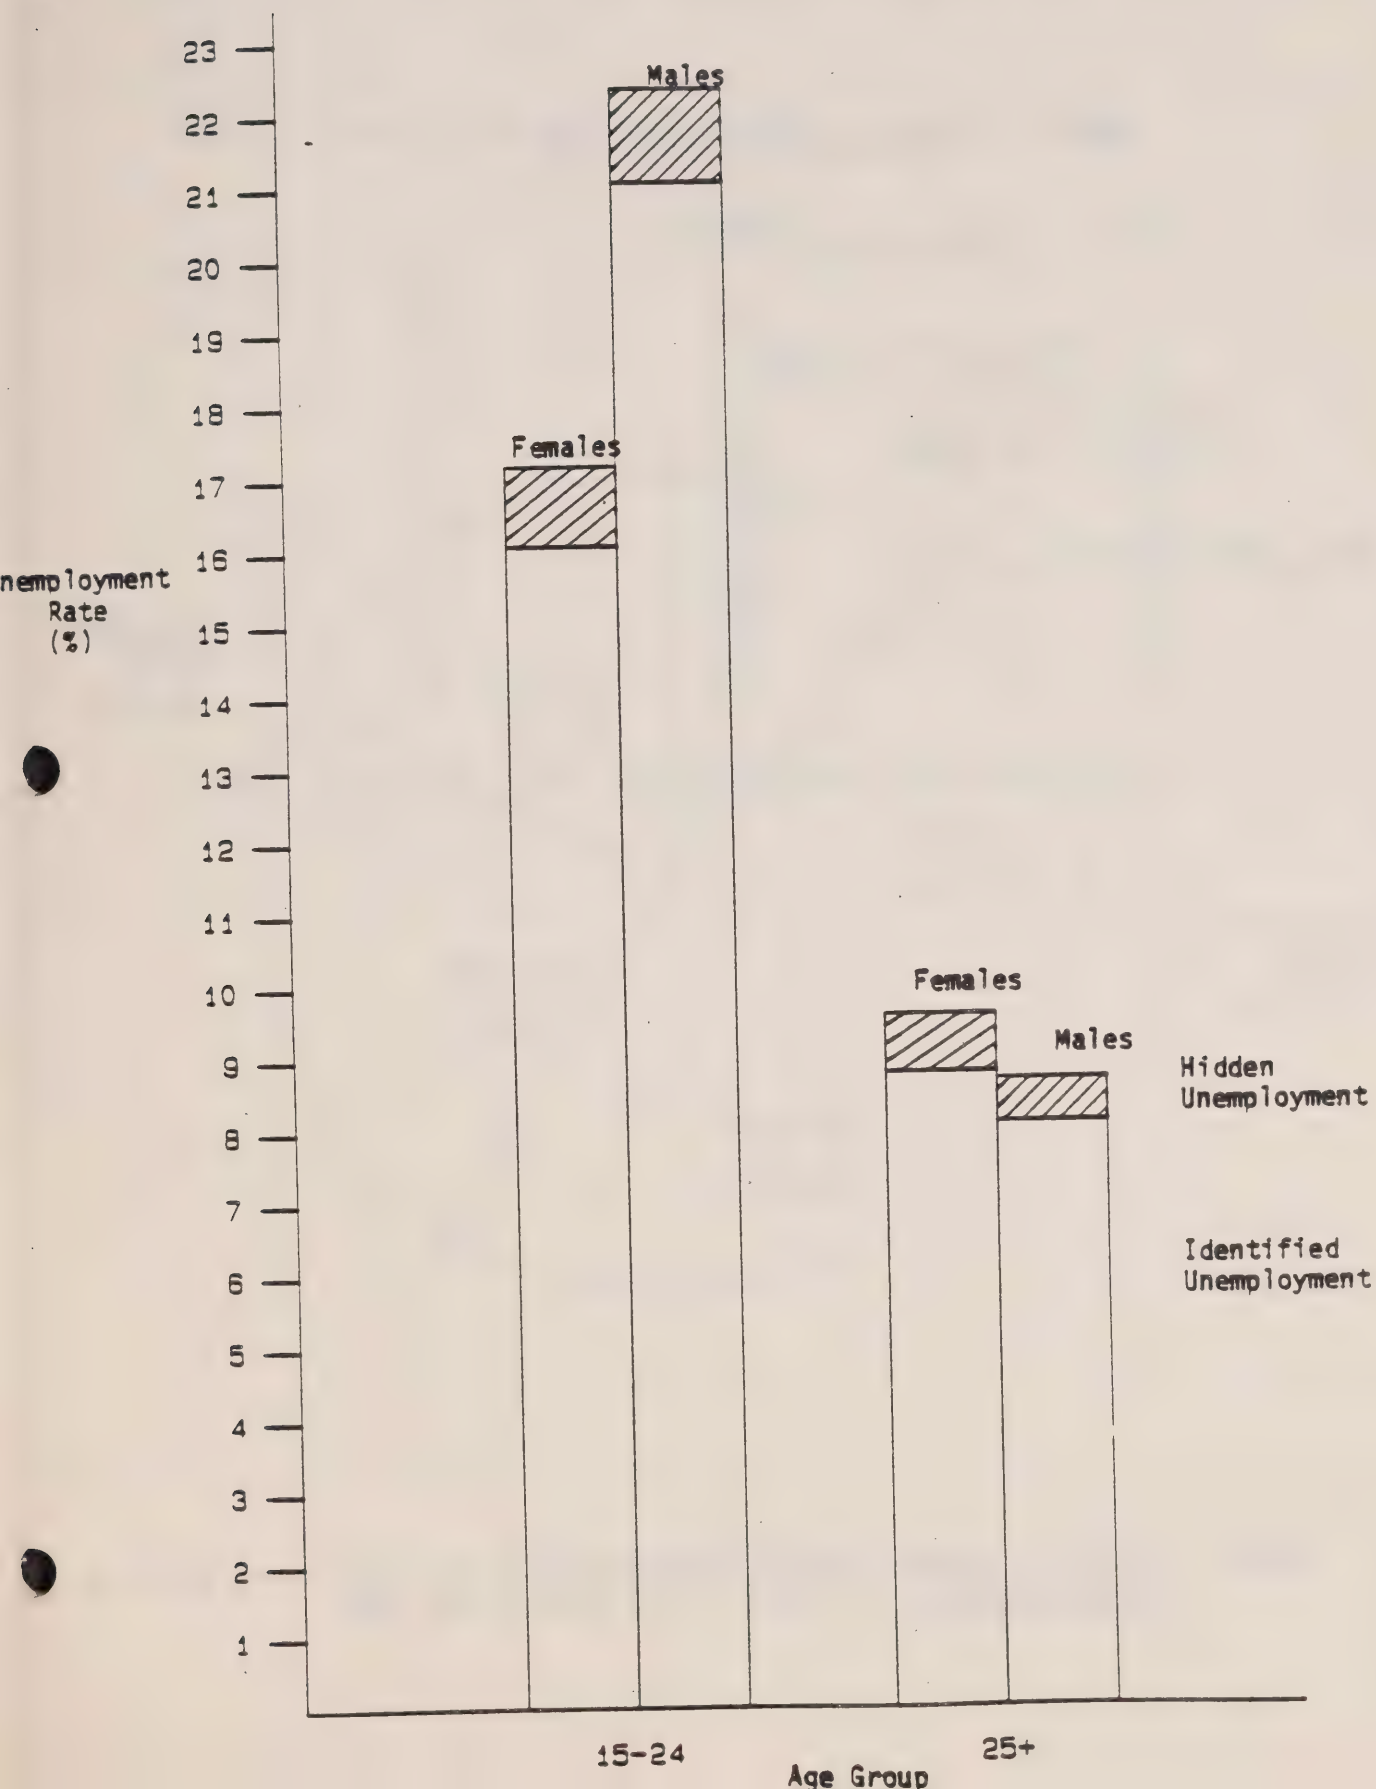 23
Males
22
21
20
19
18
Females
17
16
nemployment
Rate
(%)
15
14
13
12
11
Females
10
Males
9
Hidden
Unemployment
8
7
Identified
Unemployment
6
5
4
3
2
1
15-24
25+
Age Group